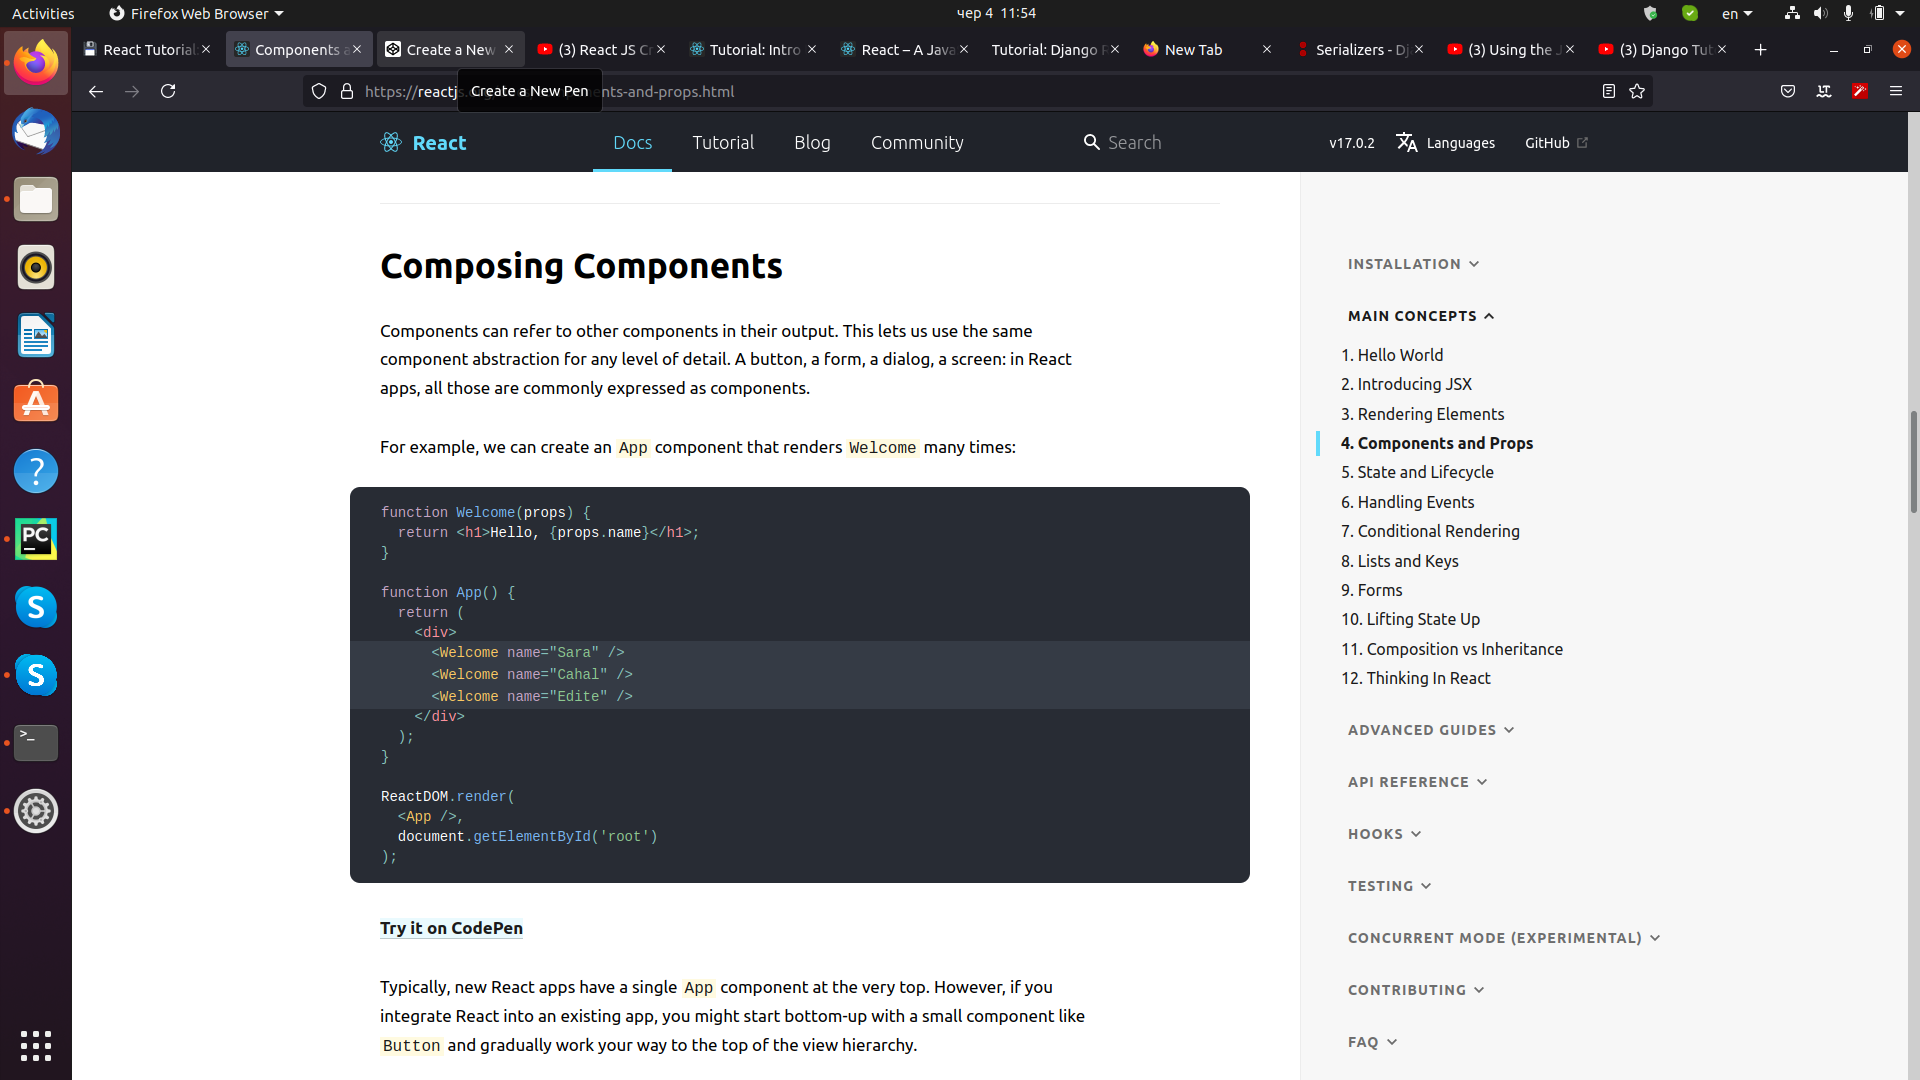 Activities
Firefox Web Browser
чер 4 11:54
en
React Tutorial:
Components a
Create a New
(3) React JS Cr
Tutorial: Intro
React – A Java
Tutorial: Django R
New Tab
Serializers - Dj
(3) Using the J
(3) Django Tut
https://reactj
nents-and-props.html
Create a New Pen
React
Docs
Tutorial
Blog
Community
Search
v17.0.2
Languages
GitHub
Composing Components
Components can refer to other components in their output. This lets us use the same
component abstraction for any level of detail. A button, a form, a dialog, a screen: in React
apps, all those are commonly expressed as components.
For example, we can create an App component that renders Welcome many times:
function Welcome(props) {
  return <h1>Hello, {props.name}</h1>;
}
function App() {
  return (
    <div>
      <Welcome name="Sara" />
      <Welcome name="Cahal" />
      <Welcome name="Edite" />
    </div>
  );
}
ReactDOM.render(
  <App />,
  document.getElementById('root')
);
Try it on CodePen
Typically, new React apps have a single App component at the very top. However, if you
integrate React into an existing app, you might start bottom-up with a small component like
Button and gradually work your way to the top of the view hierarchy.
INSTALLATION
MAIN CONCEPTS
1. Hello World
2. Introducing JSX
3. Rendering Elements
4. Components and Props
5. State and Lifecycle
6. Handling Events
7. Conditional Rendering
8. Lists and Keys
9. Forms
10. Lifting State Up
11. Composition vs Inheritance
12. Thinking In React
ADVANCED GUIDES
API REFERENCE
HOOKS
TESTING
CONCURRENT MODE (EXPERIMENTAL)
CONTRIBUTING
FAQ
PC